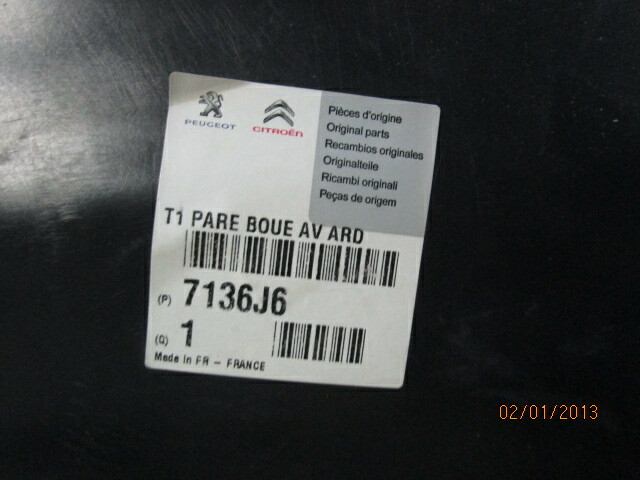 PEUGEOT
CITROËN
Pièces d'origine
Original parts
Recambios originales
Originalteile
Ricambi originali
Peças de origem
T1 PARE BOUE AV ARD
(P) 7136J6
(Q) 1
Made in FR - FRANCE
02/01/2013